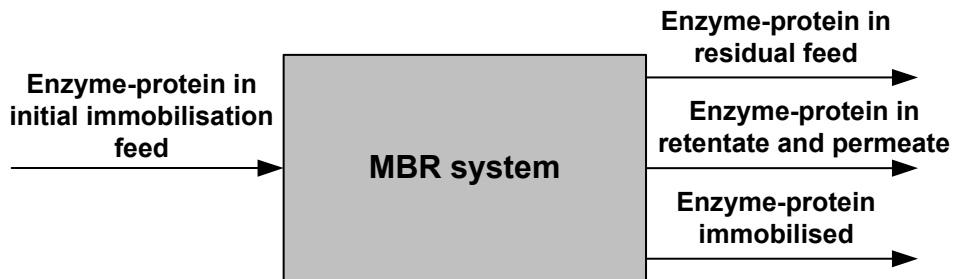 Enzyme-protein in
initial immobilisation
feed
MBR system
Enzyme-protein in
residual feed
Enzyme-protein in
retentate and permeate
Enzyme-protein
immobilised